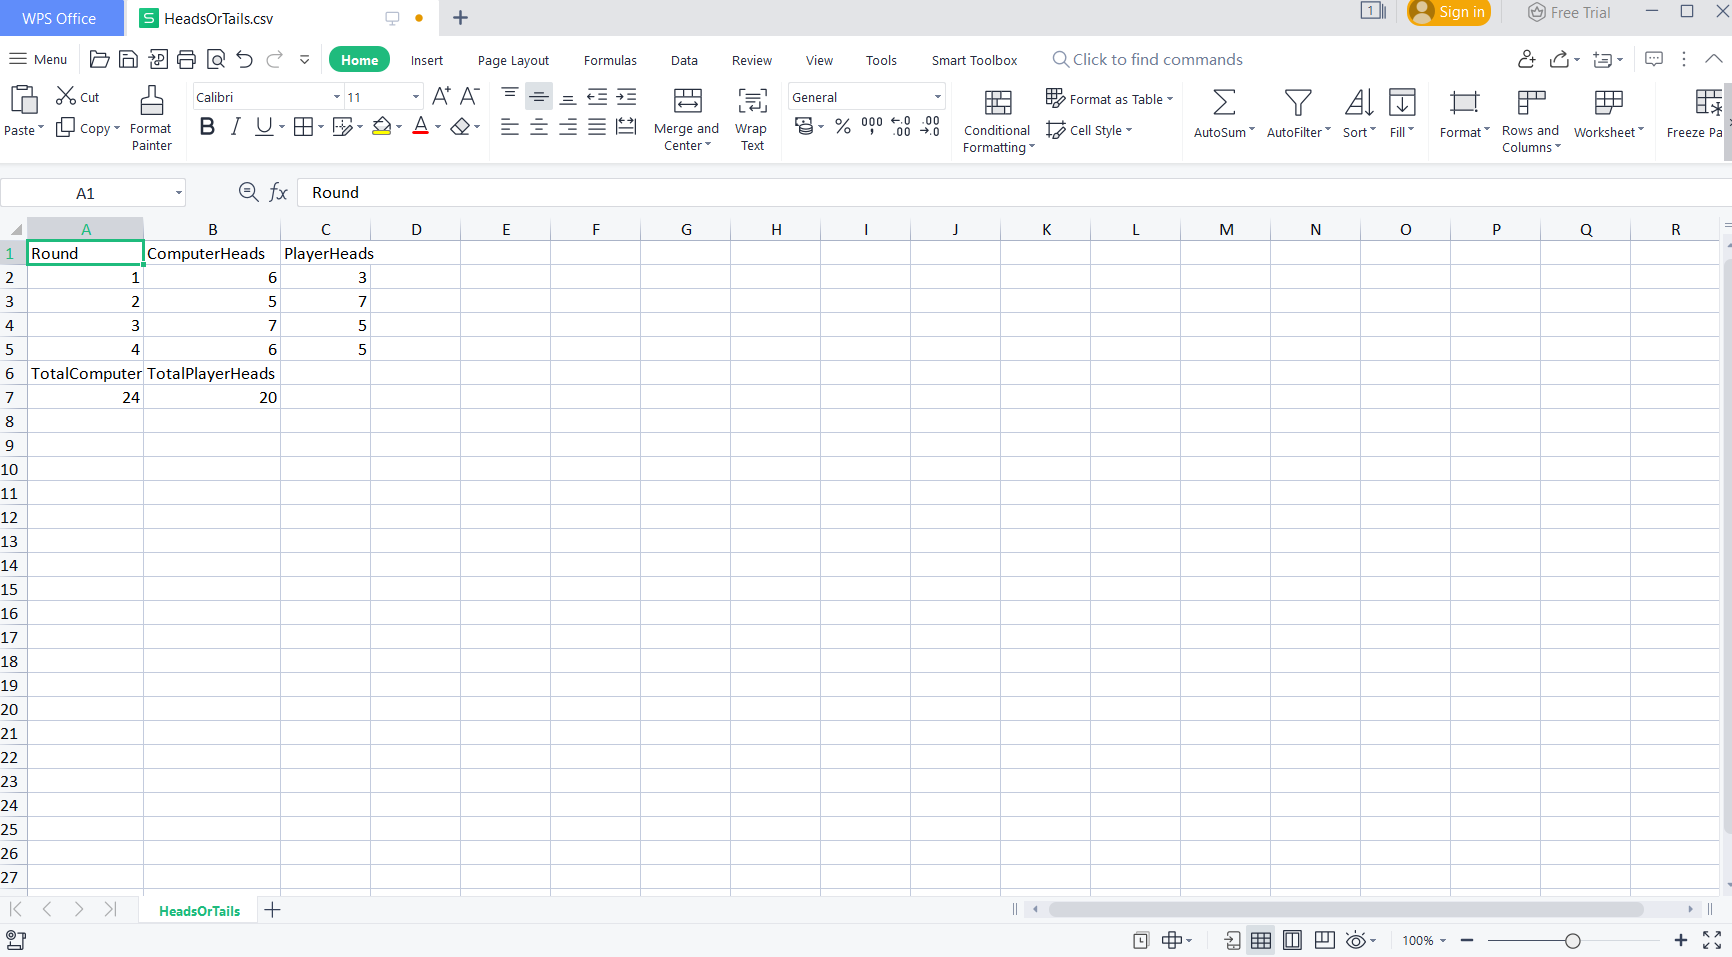 WPS Office HeadsOrTails.csv 1 Sign in Free Trial
Menu Home Insert Page Layout Formulas Data Review View Tools Smart Toolbox Click to find commands
Paste Cut Copy Format Painter
Calibri 11
Merge and Center Wrap Text
General
Conditional Formatting Format as Table Cell Style
AutoSum AutoFilter Sort Fill Format Rows and Columns Worksheet Freeze Pa
A1 fx Round
A B C D E F G H I J K L M N O P Q R
1 Round ComputerHeads PlayerHeads
2 1 6 3
3 2 5 7
4 3 7 5
5 4 6 5
6 TotalComputer TotalPlayerHeads
7 24 20
8
9
10
11
12
13
14
15
16
17
18
19
20
21
22
23
24
25
26
27
HeadsOrTails
100%